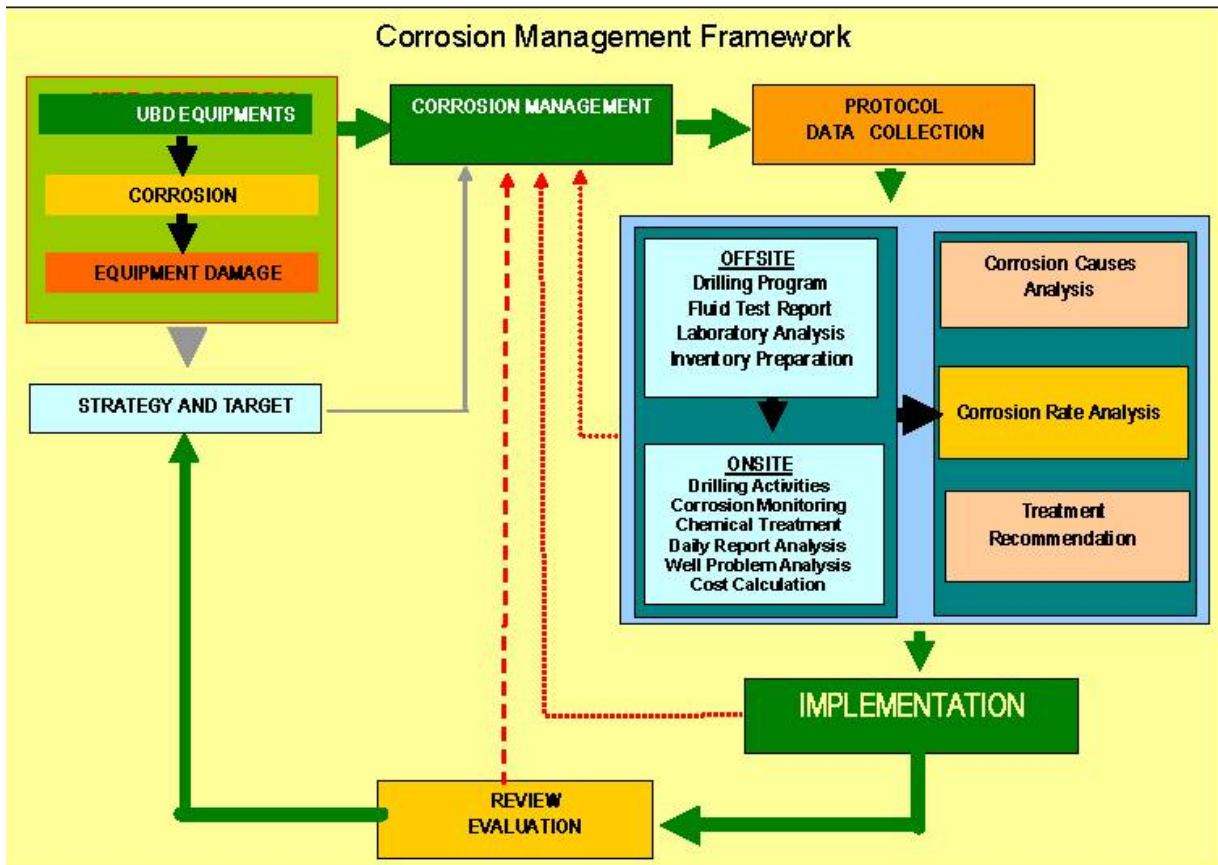 Corrosion Management Framework
UBD EQUIPMENTS
CORROSION
EQUIPMENT DAMAGE
STRATEGY AND TARGET
CORROSION MANAGEMENT
PROTOCOL
DATA COLLECTION
OFFSITE
Drilling Program
Fluid Test Report
Laboratory Analysis
Inventory Preparation
ONSITE
Drilling Activities
Corrosion Monitoring
Chemical Treatment
Daily Report Analysis
Well Problem Analysis
Cost Calculation
Corrosion Causes
Analysis
Corrosion Rate Analysis
Treatment
Recommendation
IMPLEMENTATION
REVIEW
EVALUATION